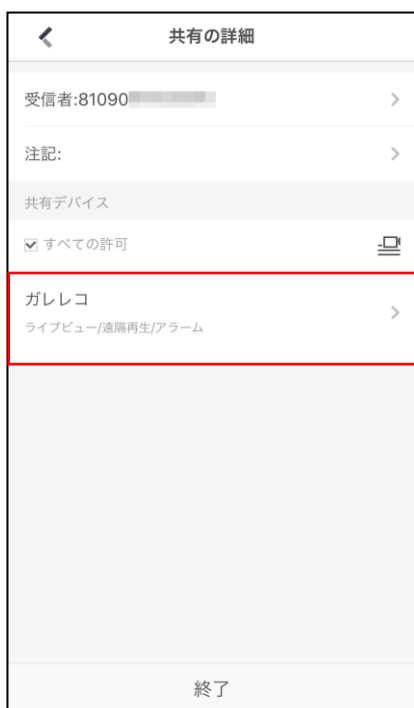 共有の詳細
受信者:81090
注記:
共有デバイス
すべての許可
ガレレコ
ライブビュー/遠隔再生/アラーム
終了